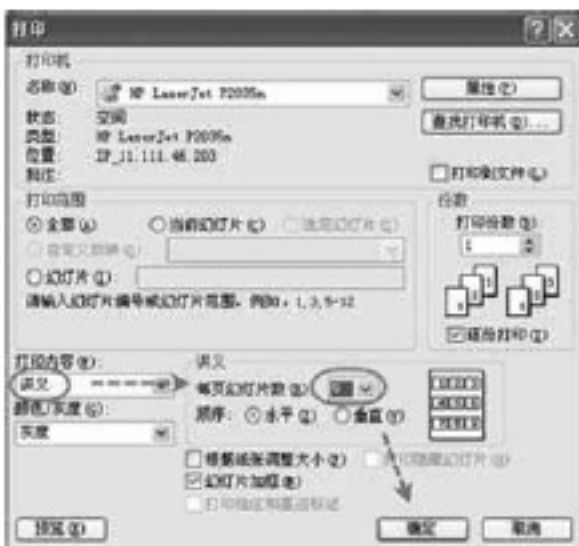 打印
打印机
名称(N): HP LaserJet P2035n
属性(P)
状态: 空闲
查找打印机(D)...
类型: HP LaserJet P2035n
位置: IP_11.111.46.203
备注:
打印到文件(L)
打印范围
份数
全部(A) 当前幻灯片(C) 选定幻灯片(E)
打印份数(N):
1
自定义放映(Q):
幻灯片(I):
请输入幻灯片编号或幻灯片范围。例如, 1,3,5-12
逐份打印(T)
打印内容(W):
讲义
讲义
每页幻灯片数(R):
颜色/灰度(G):
顺序: 水平(Z) 垂直(V)
灰度
根据纸张调整大小(F) 打印隐藏幻灯片(H)
幻灯片加框(M)
预览(E)
确定
取消